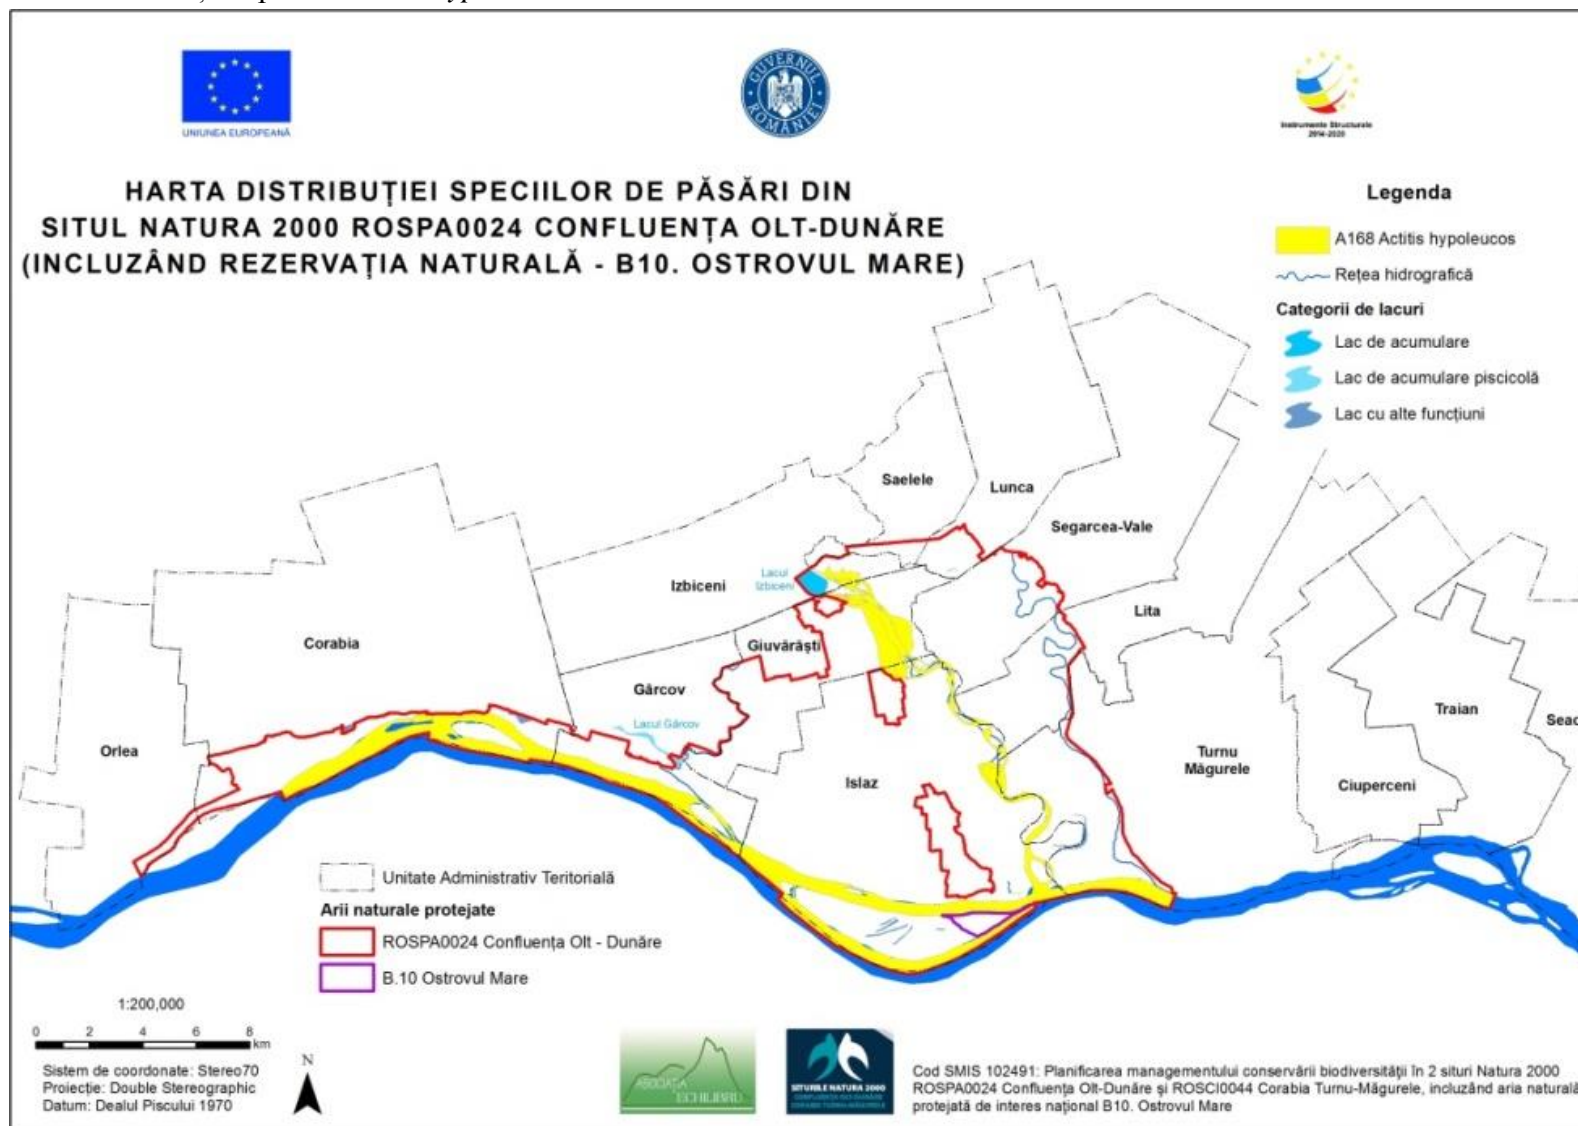 UNIUNEA EUROPEANĂ
GUVERNUL ROMÂNIEI
Instrumente Structurale
2014-2020
HARTA DISTRIBUȚIEI SPECIILOR DE PĂSĂRI DIN
SITUL NATURA 2000 ROSPA0024 CONFLUENȚA OLT-DUNĂRE
(INCLUZÂND REZERVAȚIA NATURALĂ - B10. OSTROVUL MARE)
Legenda
A168 Actitis hypoleucos
Rețea hidrografică
Categorii de lacuri
Lac de acumulare
Lac de acumulare piscicolă
Lac cu alte funcțiuni
Saelele
Lunca
Segarcea-Vale
Izbiceni
Lacul
Izbiceni
Lita
Corabia
Giuvărăști
Gârcov
Lacul Gârcov
Orlea
Islaz
Turnu
Măgurele
Traian
Seac
Ciuperceni
Unitate Administrativ Teritorială
Arii naturale protejate
ROSPA0024 Confluența Olt - Dunăre
B.10 Ostrovul Mare
1:200,000
0 2 4 6 8
km
N
Sistem de coordonate: Stereo70
Proiecție: Double Stereographic
Datum: Dealul Piscului 1970
ASOCIAȚIA
ECHILIBRU
SITURILE NATURA 2000
CONFLUENȚA OLT-DUNĂRE
CORABIA TURNU-MĂGURELE
Cod SMIS 102491: Planificarea managementului conservării biodiversității în 2 situri Natura 2000
ROSPA0024 Confluența Olt-Dunăre și ROSCI0044 Corabia Turnu-Măgurele, incluzând aria naturală
protejată de interes național B10. Ostrovul Mare